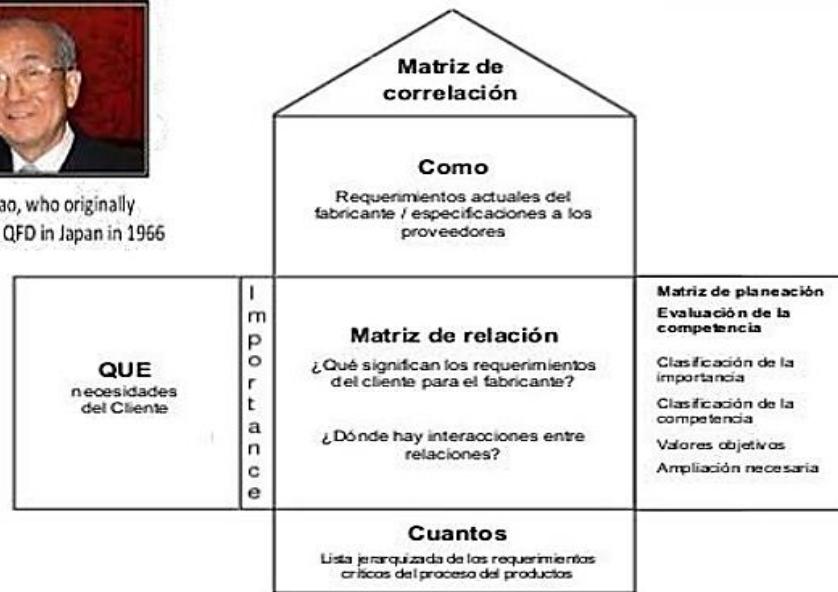 ao, who originally
QFD in Japan in 1966
Matriz de
correlación
Como
Requerimientos actuales del
fabricante / especificaciones a los
proveedores
QUE
necesidades
del Cliente
Importance
Matriz de relación
¿Qué significan los requerimientos
del cliente para el fabricante?
¿Dónde hay interacciones entre
relaciones?
Matriz de planeación
Evaluación de la
competencia
Clasificación de la
importancia
Clasificación de la
competencia
Valores objetivos
Ampliación necesaria
Cuantos
Lista jerarquizada de los requerimientos
críticos del proceso del productos